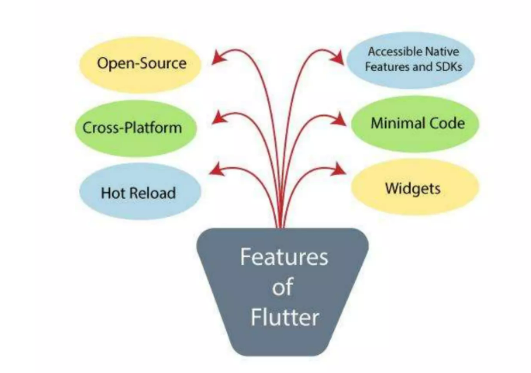 Open-Source
Cross-Platform
Hot Reload
Accessible Native
Features and SDKs
Minimal Code
Widgets
Features
of
Flutter